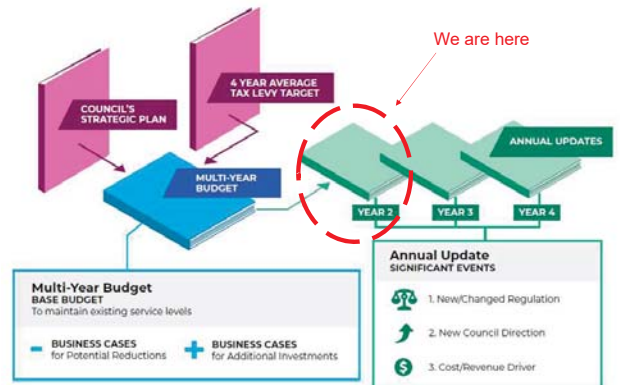 We are here
4 YEAR AVERAGE
TAX LEVY TARGET
COUNCIL'S
STRATEGIC PLAN
MULTI-YEAR
BUDGET
ANNUAL UPDATES
YEAR 2
YEAR 3
YEAR 4
Multi-Year Budget
BASE BUDGET
To maintain existing service levels
- BUSINESS CASES
for Potential Reductions
+ BUSINESS CASES
for Additional Investments
Annual Update
SIGNIFICANT EVENTS
1. New/Changed Regulation
2. New Council Direction
$ 3. Cost/Revenue Driver